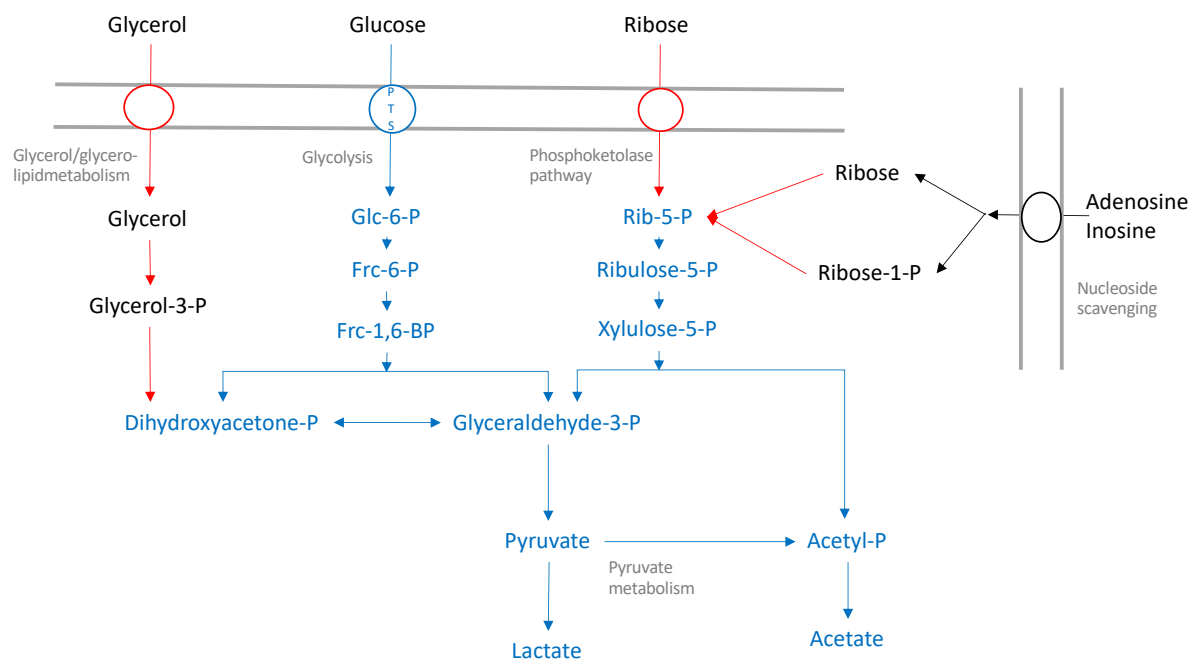 Glycerol
Glucose
Ribose
P
T
S
Glycerol/glycero-
lipidmetabolism
Glycolysis
Phosphoketolase
pathway
Ribose
Adenosine
Inosine
Glycerol
Glc-6-P
Rib-5-P
Frc-6-P
Ribulose-5-P
Ribose-1-P
Nucleoside
scavenging
Glycerol-3-P
Frc-1,6-BP
Xylulose-5-P
Dihydroxyacetone-P
Glyceraldehyde-3-P
Pyruvate
Acetyl-P
Pyruvate
metabolism
Lactate
Acetate